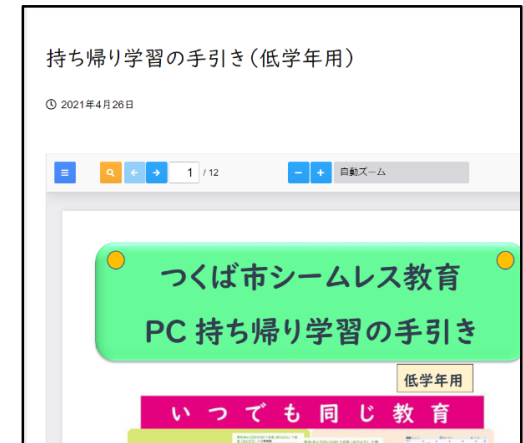 持ち帰り学習の手引き(低学年用)
2021年4月26日
1 / 12
自動ズーム
つくば市シームレス教育
PC 持ち帰り学習の手引き
低学年用
いつでも同じ教育